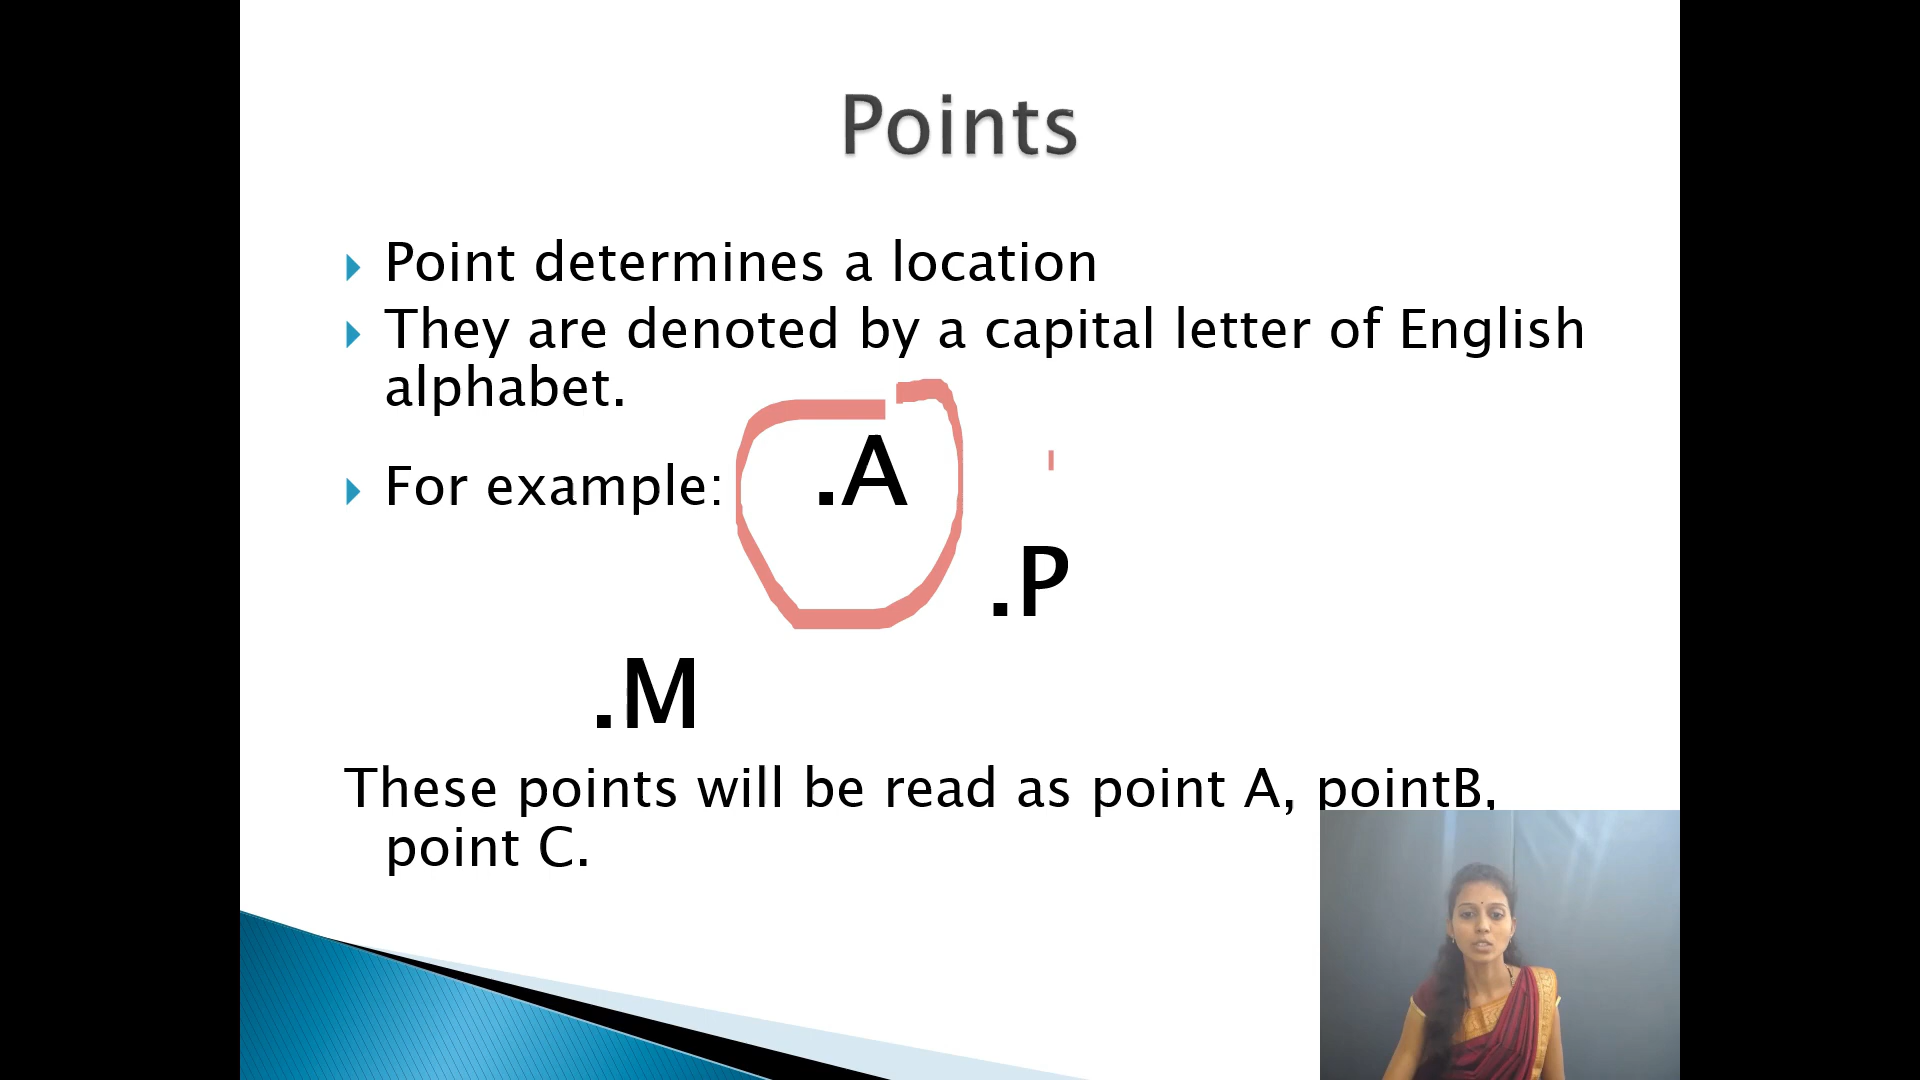 Points
Point determines a location
They are denoted by a capital letter of English
alphabet.
For example: .A
.P
.M
These points will be read as point A, pointB,
point C.